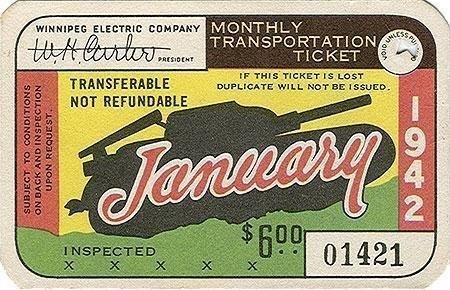 WINNIPEG ELECTRIC COMPANY
PRESIDENT
MONTHLY
TRANSPORTATION
TICKET
VOID UNLESS
TRANSFERABLE
NOT REFUNDABLE
IF THIS TICKET IS LOST
DUPLICATE WILL NOT BE ISSUED.
SUBJECT TO CONDITIONS
ON BACK AND INSPECTION
UPON REQUEST.
January
1942
INSPECTED
X X X X X
$6.00
01421